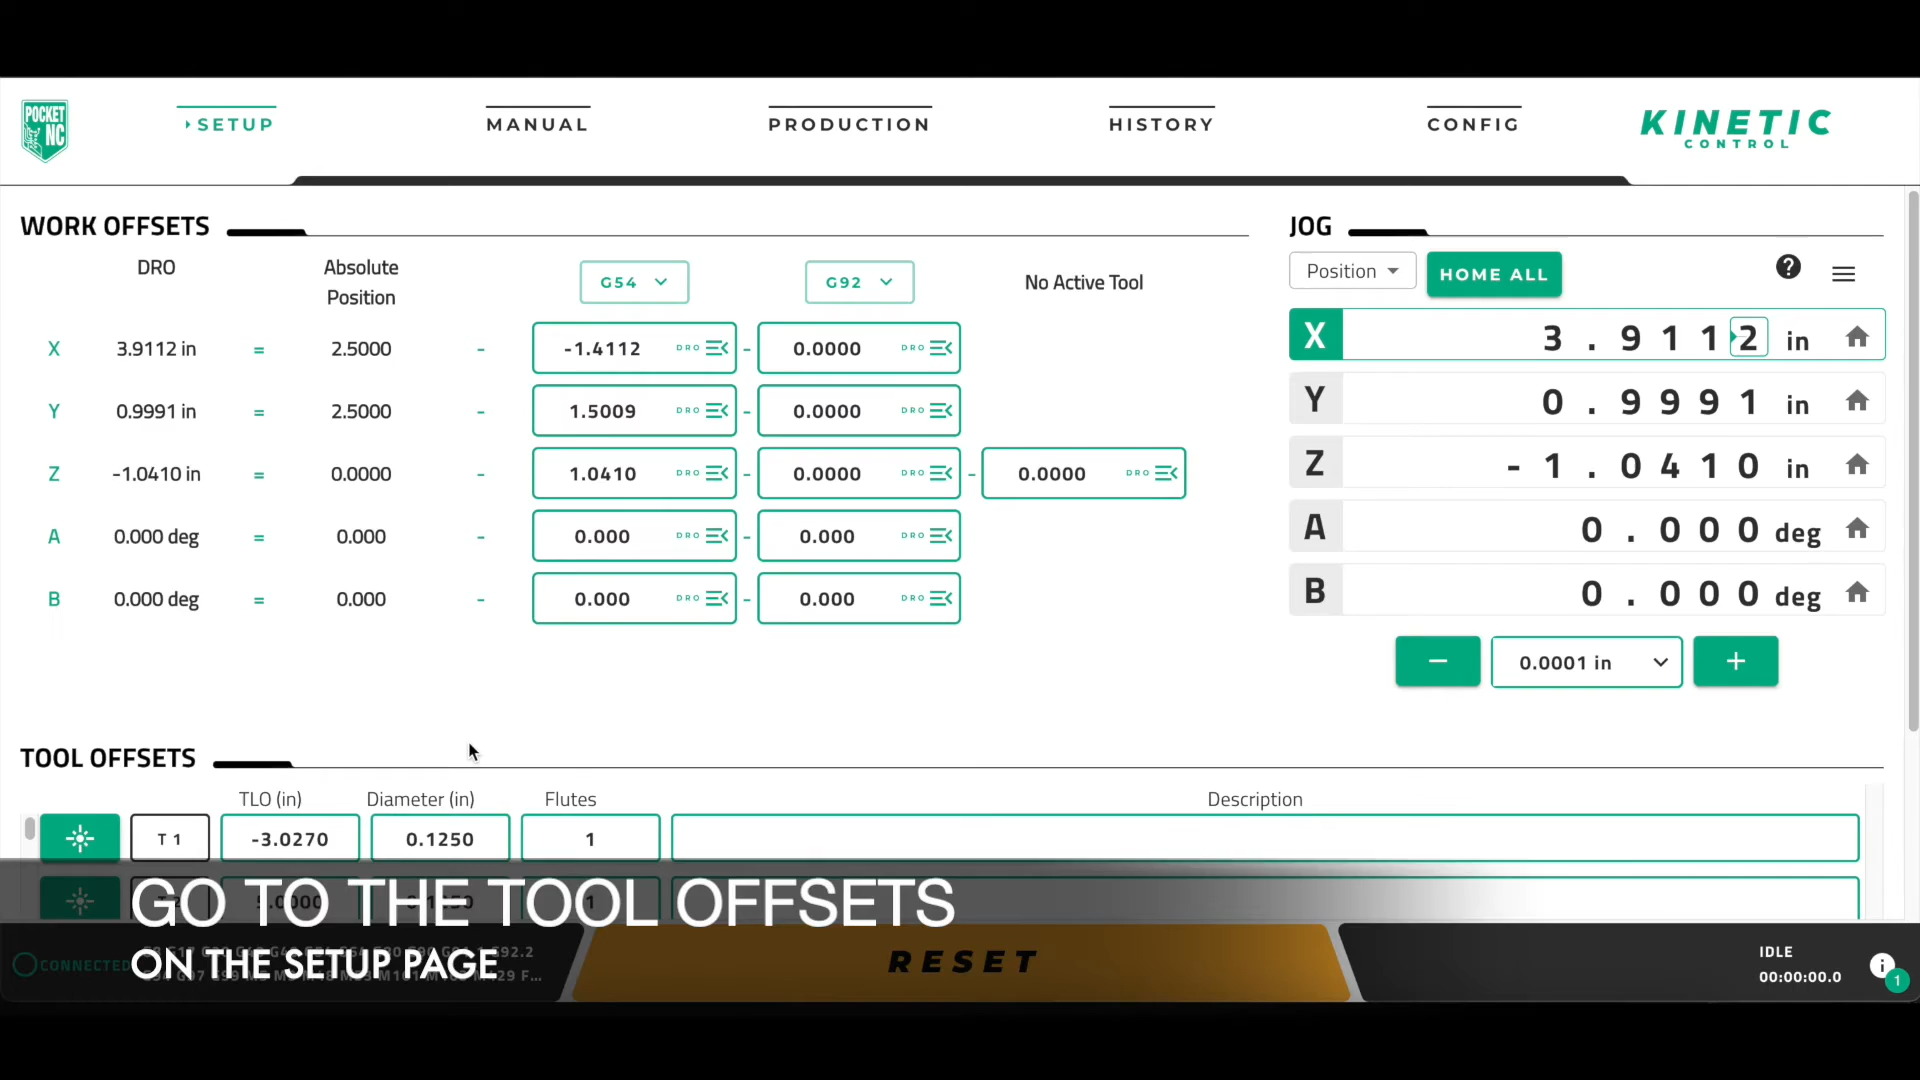 POCKET NC
SETUP
MANUAL
PRODUCTION
HISTORY
CONFIG
KINETIC
CONTROL
WORK OFFSETS
DRO
Absolute Position
G54
G92
No Active Tool
X 3.9112 in = 2.5000 - -1.4112 DRO - 0.0000 DRO
Y 0.9991 in = 2.5000 - 1.5009 DRO - 0.0000 DRO
Z -1.0410 in = 0.0000 - 1.0410 DRO - 0.0000 DRO - 0.0000 DRO
A 0.000 deg = 0.000 - 0.000 DRO - 0.000 DRO
B 0.000 deg = 0.000 - 0.000 DRO - 0.000 DRO
JOG
Position
HOME ALL
?
X 3.9112 in
Y 0.9991 in
Z -1.0410 in
A 0.000 deg
B 0.000 deg
− 0.0001 in +
TOOL OFFSETS
TLO (in) Diameter (in) Flutes Description
T 1 -3.0270 0.1250 1
GO TO THE TOOL OFFSETS
ON THE SETUP PAGE
CONNECTED
RESET
IDLE
00:00:00.0
i
1